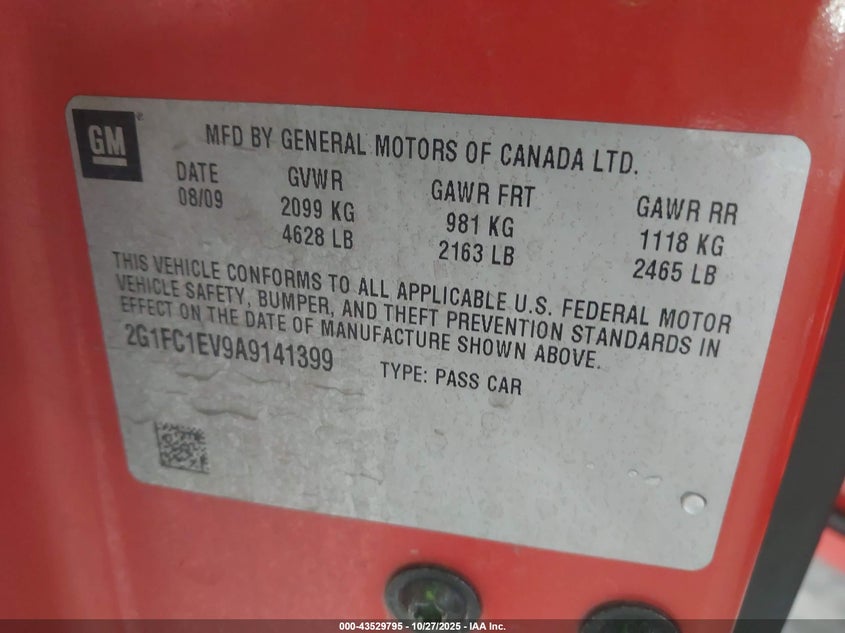 GM
MFD BY GENERAL MOTORS OF CANADA LTD.
DATE GVWR GAWR FRT GAWR RR
08/09 2099 KG 981 KG 1118 KG
4628 LB 2163 LB 2465 LB
THIS VEHICLE CONFORMS TO ALL APPLICABLE U.S. FEDERAL MOTOR
VEHICLE SAFETY, BUMPER, AND THEFT PREVENTION STANDARDS IN
EFFECT ON THE DATE OF MANUFACTURE SHOWN ABOVE.
2G1FC1EV9A9141399 TYPE: PASS CAR
000-43529795 - 10/27/2025 - IAA Inc.